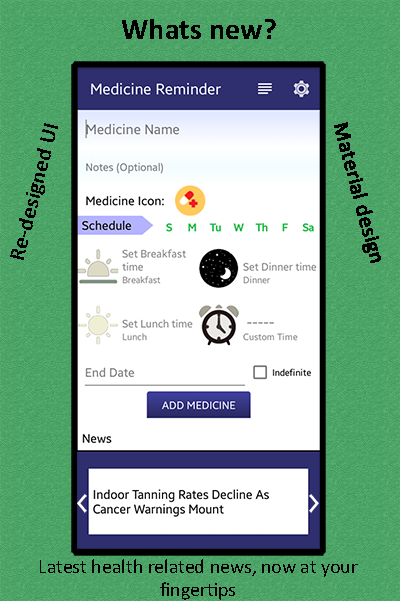 Whats new?
Medicine Reminder
Re-designed UI
Material design
Medicine Name
Notes (Optional)
Medicine Icon:
Schedule
S M Tu W Th F Sa
Set Breakfast
time
Breakfast
Set Dinner time
Dinner
Set Lunch time
Lunch
-----
Custom Time
End Date
Indefinite
ADD MEDICINE
News
Indoor Tanning Rates Decline As
Cancer Warnings Mount
Latest health related news, now at your
fingertips